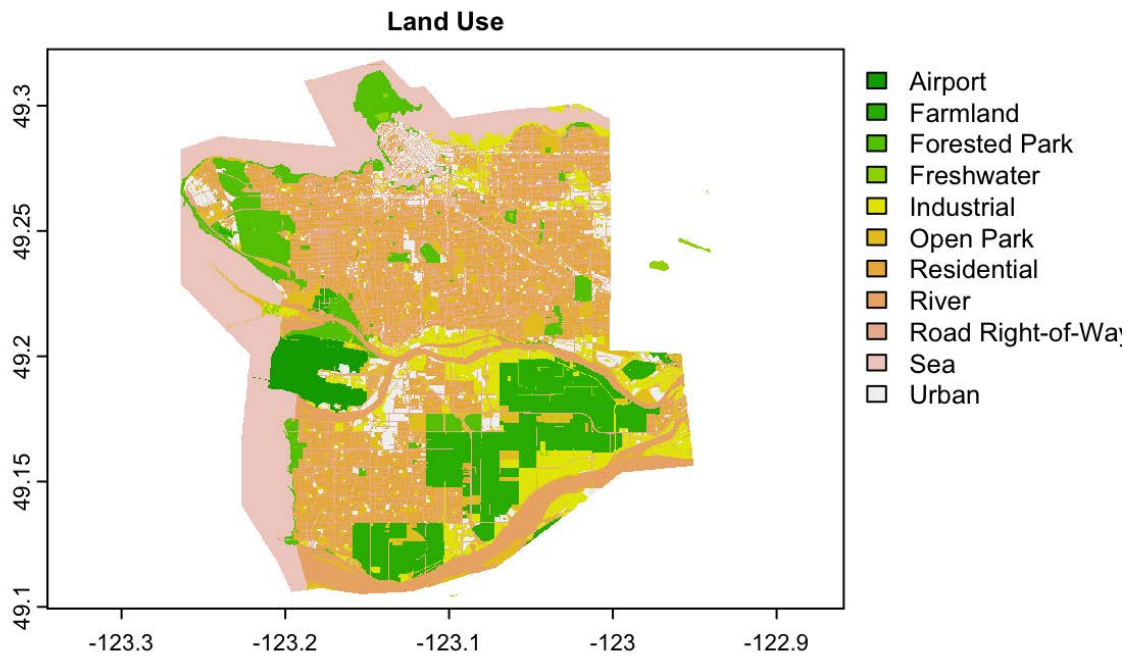 Land Use
49.3
49.25
49.2
49.15
49.1
-123.3
-123.2
-123.1
-123
-122.9
Airport
Farmland
Forested Park
Freshwater
Industrial
Open Park
Residential
River
Road Right-of-Way
Sea
Urban